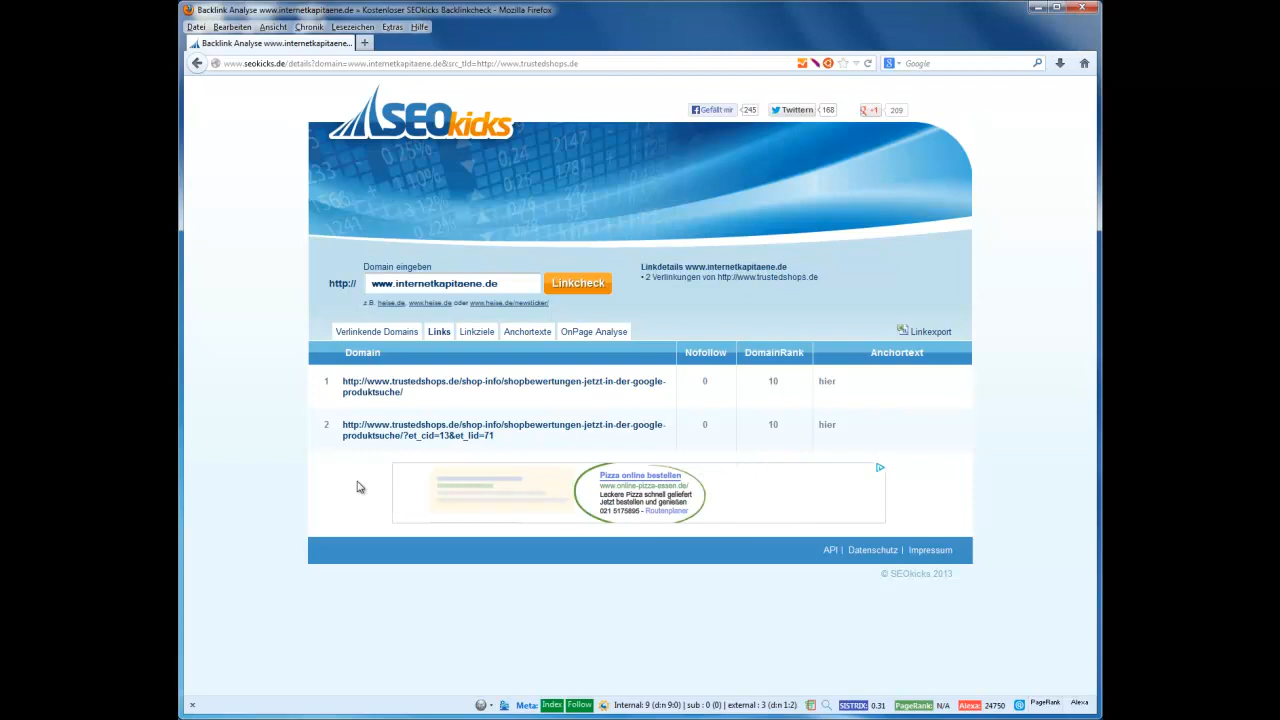 Backlink Analyse www.internetkapitaene.de » Kostenloser SEOkicks Backlinkcheck - Mozilla Firefox
Datei Bearbeiten Ansicht Chronik Lesezeichen Extras Hilfe
Backlink Analyse www.internetkapitaene... +
www.seokicks.de/details?domain=www.internetkapitaene.de&src_tld=http://www.trustedshops.de
Google
SEOkicks
Gefällt mir 245 Twittern 168 +1 209
Domain eingeben
http:// www.internetkapitaene.de Linkcheck
z.B. heise.de, www.heise.de oder www.heise.de/newsticker/
Linkdetails www.internetkapitaene.de
• 2 Verlinkungen von http://www.trustedshops.de
Verlinkende Domains Links Linkziele Anchortexte OnPage Analyse Linkexport
Domain Nofollow DomainRank Anchortext
1 http://www.trustedshops.de/shop-info/shopbewertungen-jetzt-in-der-google- 0 10 hier
produktsuche/
2 http://www.trustedshops.de/shop-info/shopbewertungen-jetzt-in-der-google- 0 10 hier
produktsuche/?et_cid=13&et_lid=71
Pizza online bestellen
www.online-pizza-essen.de/
Leckere Pizza schnell geliefert
Jetzt bestellen und genießen
021 5175895 - Routenplaner
API | Datenschutz | Impressum
© SEOkicks 2013
x Meta: Index Follow Internal: 9 (d:n 9:0) | sub : 0 (0) | external : 3 (d:n 1:2) SISTRIX: 0.31 PageRank: N/A Alexa: 24750 PageRank Alexa